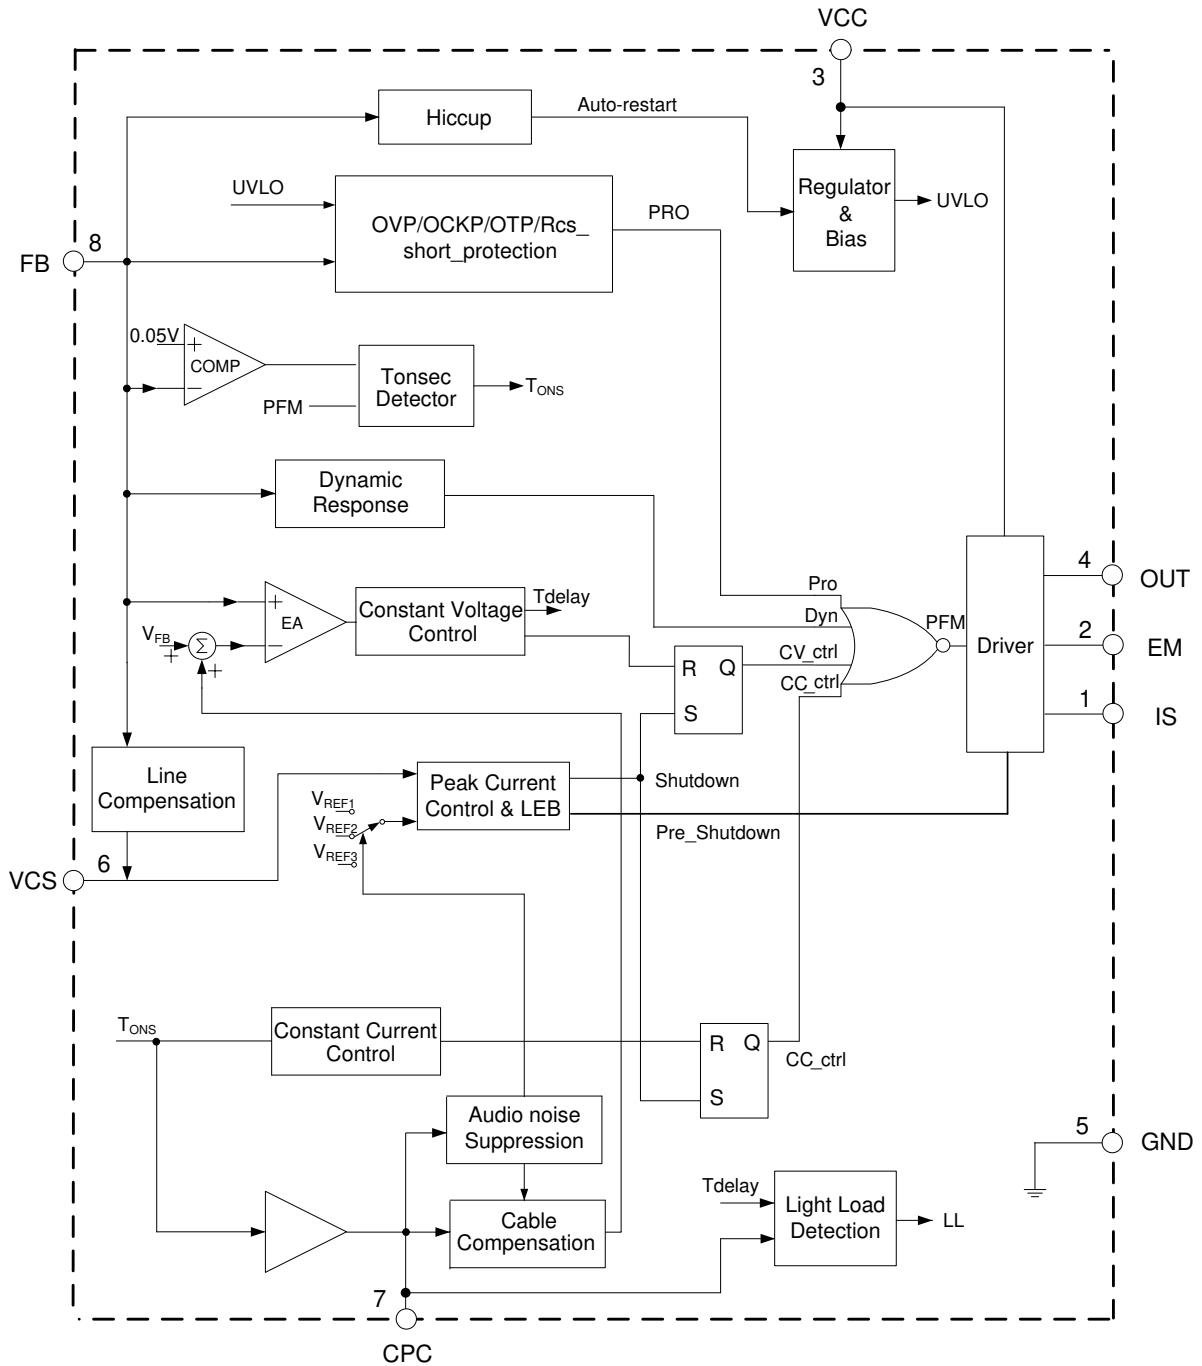 VCC
3
Hiccup
Auto-restart
Regulator
&
Bias
UVLO
UVLO
OVP/OCKP/OTP/Rcs_
short_protection
PRO
8
FB
0.05V
+
COMP
−
Tonsec
Detector
TONS
PFM
Dynamic
Response
4
OUT
Pro
Dyn
CV_ctrl
CC_ctrl
PFM
Driver
2
EM
1
IS
+
EA
−
Constant Voltage
Control
Tdelay
VFB
+
Σ
+
R Q
S
Line
Compensation
Peak Current
Control & LEB
Shutdown
Pre_Shutdown
VREF1
VREF2
VREF3
6
VCS
TONS
Constant Current
Control
R Q
S
CC_ctrl
Audio noise
Suppression
5
GND
Cable
Compensation
Tdelay
Light Load
Detection
LL
7
CPC